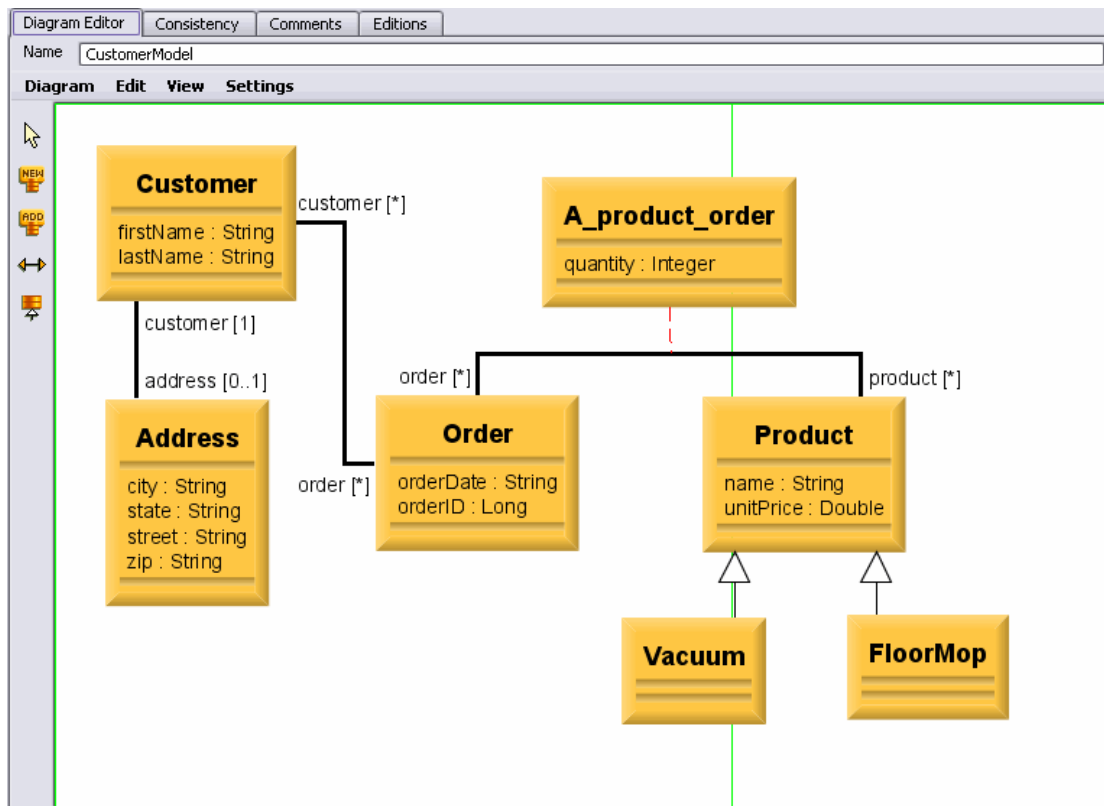 Diagram Editor
Consistency
Comments
Editions
Name
CustomerModel
Diagram Edit View Settings
NEW
ADD
Customer
firstName : String
lastName : String
customer [*]
A_product_order
quantity : Integer
customer [1]
address [0..1]
order [*]
product [*]
Address
city : String
state : String
street : String
zip : String
order [*]
Order
orderDate : String
orderID : Long
Product
name : String
unitPrice : Double
Vacuum
FloorMop